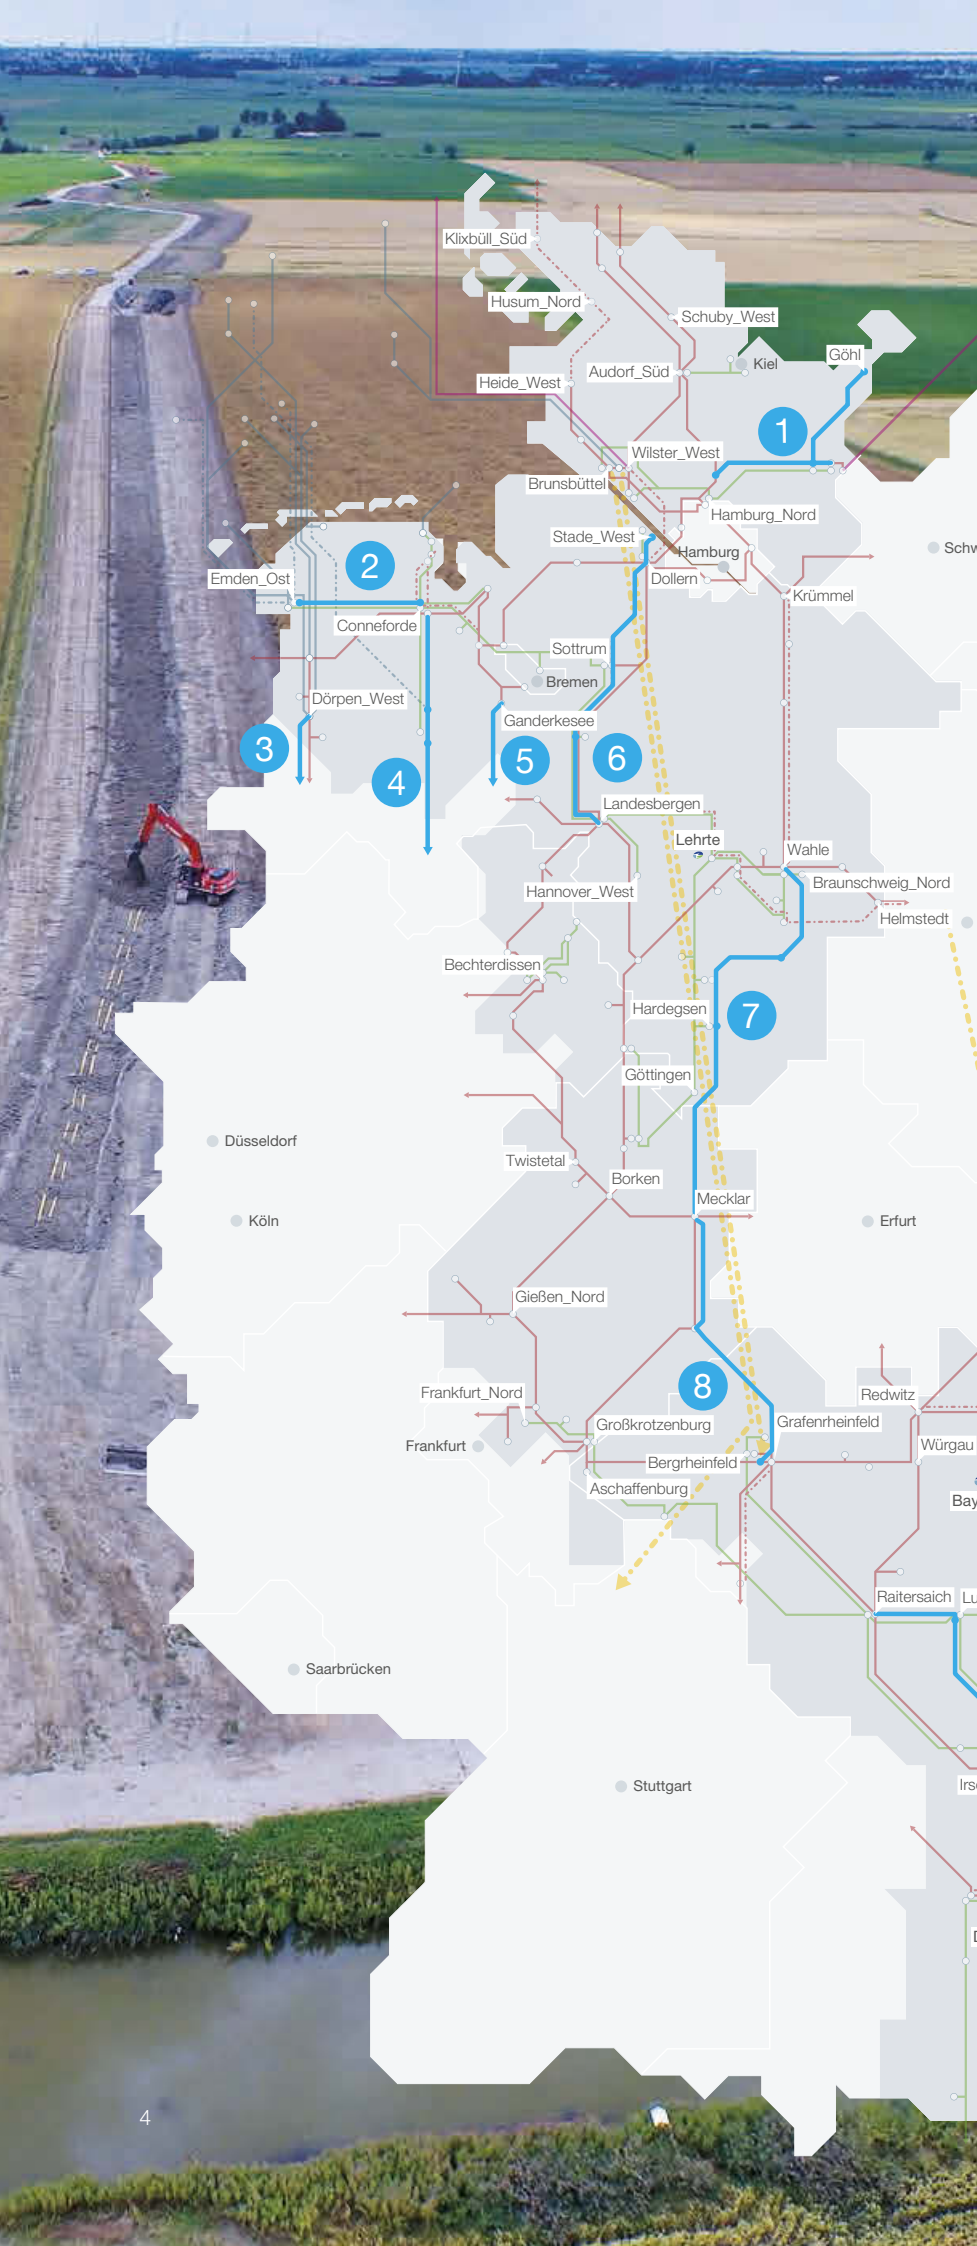 Klixbüll_Süd
Husum_Nord
Schuby_West
Göhl
Kiel
Audorf_Süd
Heide_West
1
Wilster_West
Brunsbüttel
Hamburg_Nord
Stade_West
Hamburg
Schw
2
Emden_Ost
Dollern
Krümmel
Conneforde
Sottrum
Bremen
Dörpen_West
Ganderkesee
3
4
5
6
Landesbergen
Lehrte
Wahle
Braunschweig_Nord
Hannover_West
Helmstedt
Bechterdissen
Hardegsen
7
Göttingen
Düsseldorf
Twistetal
Borken
Mecklar
Köln
Erfurt
Gießen_Nord
8
Frankfurt_Nord
Redwitz
Großkrotzenburg
Grafenrheinfeld
Frankfurt
Würgau
Bergrheinfeld
Aschaffenburg
Bay
Raitersaich
Lu
Saarbrücken
Irs
Stuttgart
4